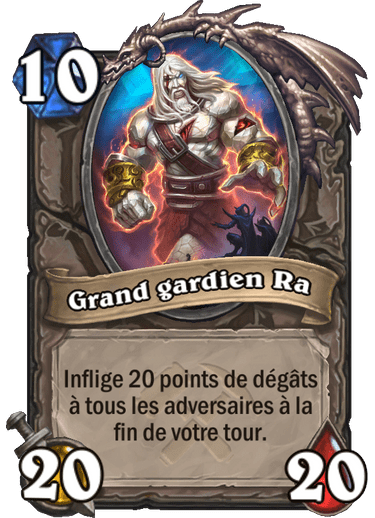 10
Grand gardien Ra
Inflige 20 points de dégâts
à tous les adversaires à la
fin de votre tour.
20 20